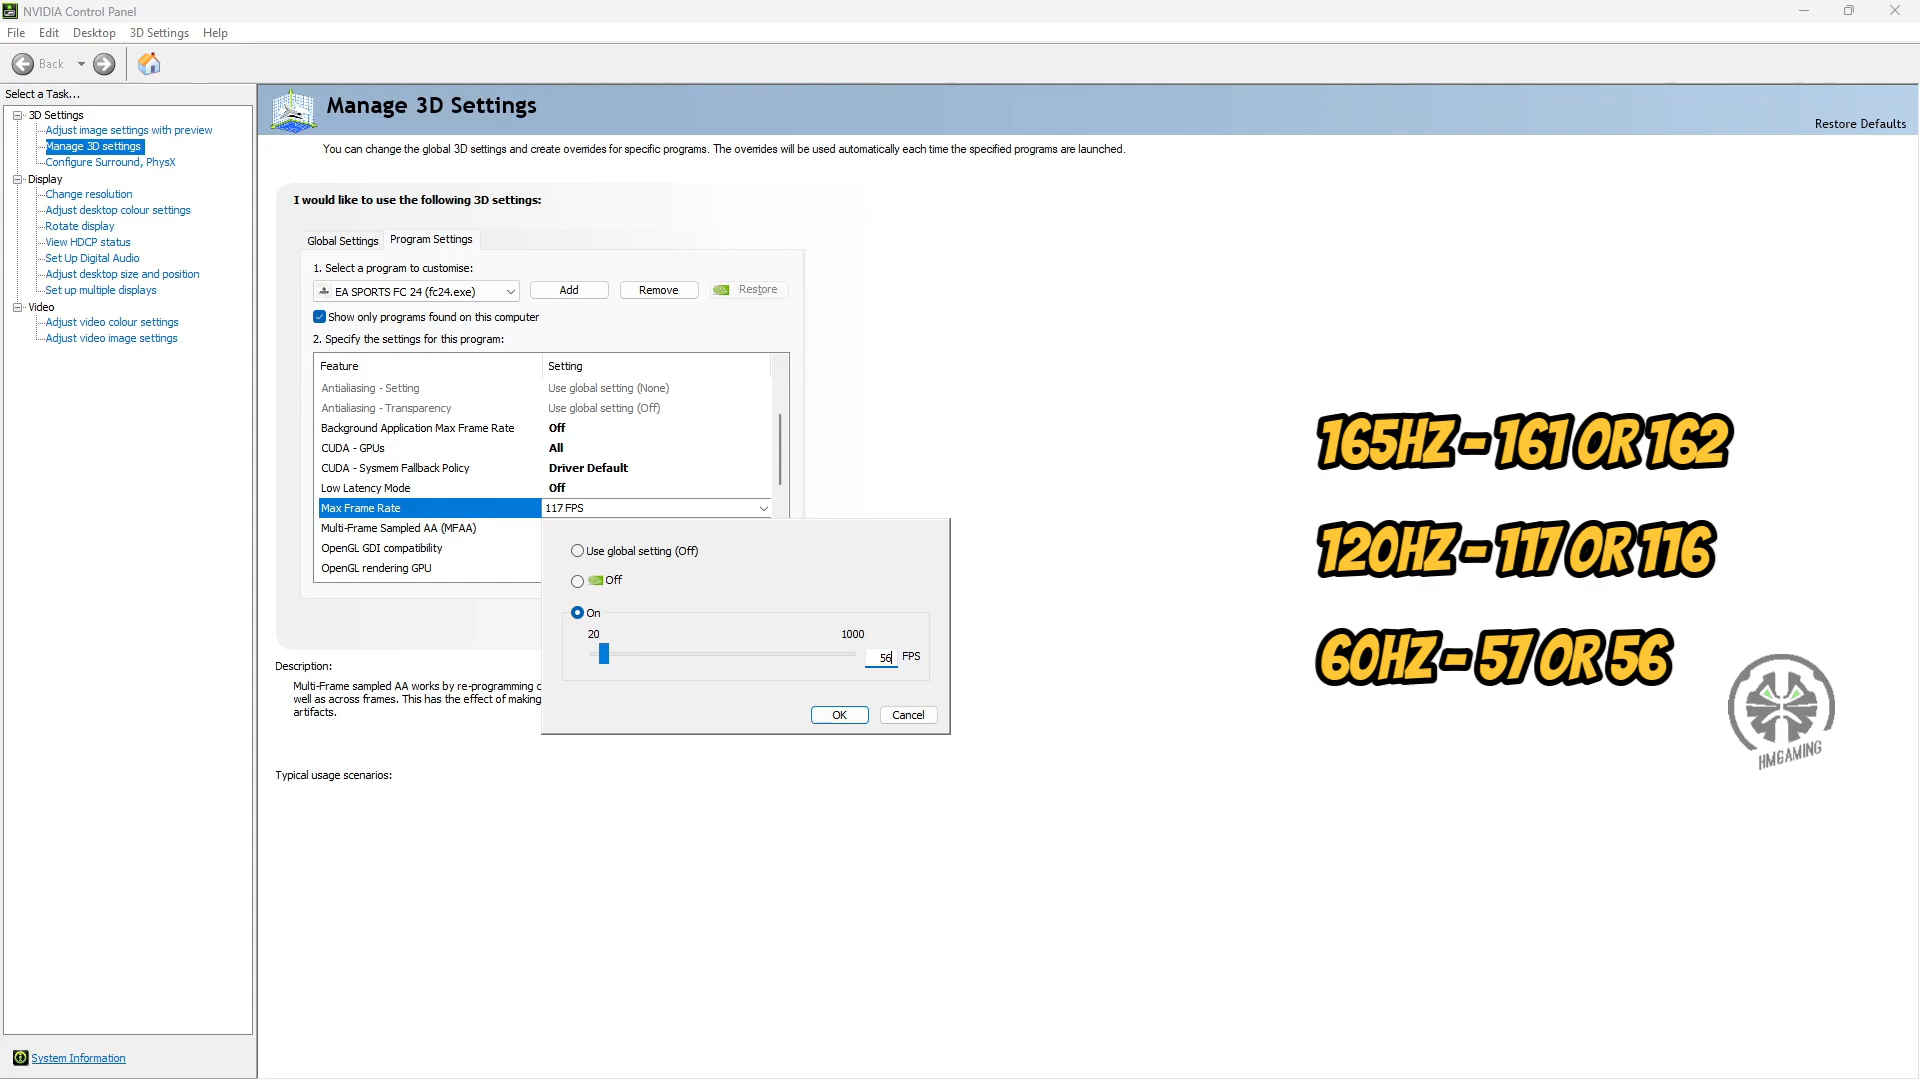 NVIDIA Control Panel
File Edit Desktop 3D Settings Help
Back
Select a Task...
3D Settings
Adjust image settings with preview
Manage 3D settings
Configure Surround, PhysX
Display
Change resolution
Adjust desktop colour settings
Rotate display
View HDCP status
Set Up Digital Audio
Adjust desktop size and position
Set up multiple displays
Video
Adjust video colour settings
Adjust video image settings
System Information
Manage 3D Settings
Restore Defaults
You can change the global 3D settings and create overrides for specific programs. The overrides will be used automatically each time the specified programs are launched.
I would like to use the following 3D settings:
Global Settings Program Settings
1. Select a program to customise:
EA SPORTS FC 24 (fc24.exe) Add Remove Restore
Show only programs found on this computer
2. Specify the settings for this program:
Feature Setting
Antialiasing - Setting Use global setting (None)
Antialiasing - Transparency Use global setting (Off)
Background Application Max Frame Rate Off
CUDA - GPUs All
CUDA - Sysmem Fallback Policy Driver Default
Low Latency Mode Off
Max Frame Rate 117 FPS
Multi-Frame Sampled AA (MFAA)
OpenGL GDI compatibility
OpenGL rendering GPU
Use global setting (Off)
Off
On
20 1000
56 FPS
OK Cancel
Description:
Multi-Frame sampled AA works by re-programming
well as across frames. This has the effect of making
artifacts.
Typical usage scenarios:
165HZ - 161 OR 162
120HZ - 117 OR 116
60HZ - 57 OR 56
HMGAMING